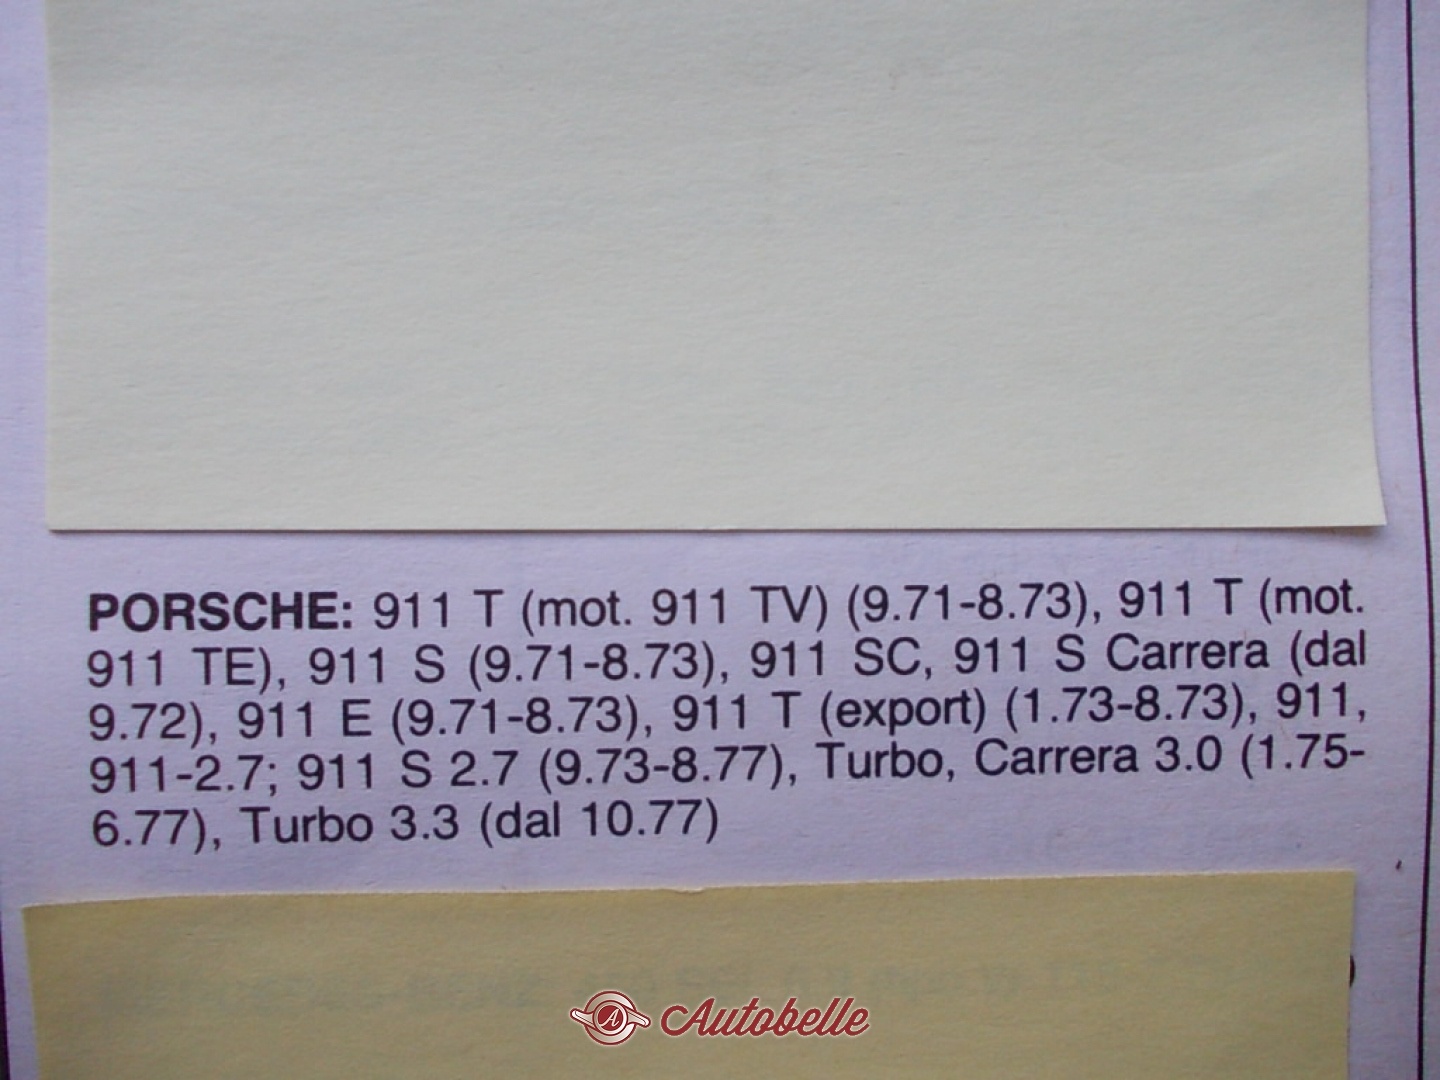 PORSCHE: 911 T (mot. 911 TV) (9.71-8.73), 911 T (mot.
911 TE), 911 S (9.71-8.73), 911 SC, 911 S Carrera (dal
9.72), 911 E (9.71-8.73), 911 T (export) (1.73-8.73), 911,
911-2.7; 911 S 2.7 (9.73-8.77), Turbo, Carrera 3.0 (1.75-
6.77), Turbo 3.3 (dal 10.77)
A Autobelle